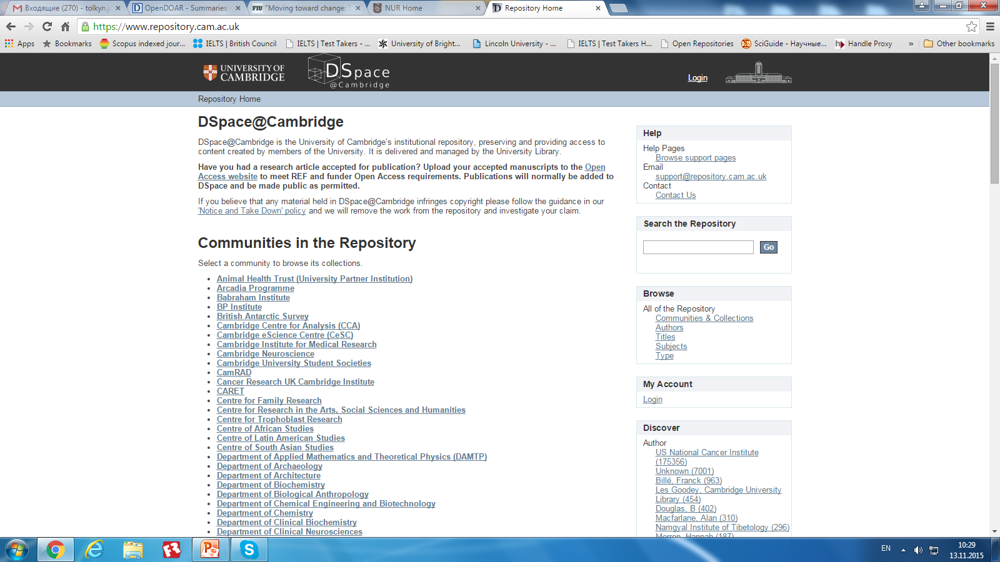 Входящие (270) - tolkyn.j
OpenDOAR - Summaries
FIU "Moving toward change: 
NUR Home
D Repository Home
https://www.repository.cam.ac.uk
Apps Bookmarks Scopus indexed jour... IELTS | British Council IELTS | Test Takers - ... University of Bright... Lincoln University - ... IELTS | Test Takers H... Open Repositories SciGuide - Научные... Handle Proxy » Other bookmarks
UNIVERSITY OF
CAMBRIDGE
DSpace
@Cambridge
Login
Repository Home
DSpace@Cambridge
DSpace@Cambridge is the University of Cambridge's institutional repository, preserving and providing access to
content created by members of the University. It is delivered and managed by the University Library.
Have you had a research article accepted for publication? Upload your accepted manuscripts to the Open
Access website to meet REF and funder Open Access requirements. Publications will normally be added to
DSpace and be made public as permitted.
If you believe that any material held in DSpace@Cambridge infringes copyright please follow the guidance in our
'Notice and Take Down' policy and we will remove the work from the repository and investigate your claim.
Communities in the Repository
Select a community to browse its collections.
Animal Health Trust (University Partner Institution)
Arcadia Programme
Babraham Institute
BP Institute
British Antarctic Survey
Cambridge Centre for Analysis (CCA)
Cambridge eScience Centre (CeSC)
Cambridge Institute for Medical Research
Cambridge Neuroscience
Cambridge University Student Societies
CamRAD
Cancer Research UK Cambridge Institute
CARET
Centre for Family Research
Centre for Research in the Arts, Social Sciences and Humanities
Centre for Trophoblast Research
Centre of African Studies
Centre of Latin American Studies
Centre of South Asian Studies
Department of Applied Mathematics and Theoretical Physics (DAMTP)
Department of Archaeology
Department of Architecture
Department of Biochemistry
Department of Biological Anthropology
Department of Chemical Engineering and Biotechnology
Department of Chemistry
Department of Clinical Biochemistry
Department of Clinical Neurosciences
Help
Help Pages
Browse support pages
Email
support@repository.cam.ac.uk
Contact
Contact Us
Search the Repository
Go
Browse
All of the Repository
Communities & Collections
Authors
Titles
Subjects
Type
My Account
Login
Discover
Author
US National Cancer Institute
(175356)
Unknown (7001)
Billé, Franck (963)
Les Goodey, Cambridge University
Library (454)
Douglas, B (402)
Macfarlane, Alan (310)
Namgyal Institute of Tibetology (296)
Morron, Hannah (187)
EN
10:29
13.11.2015